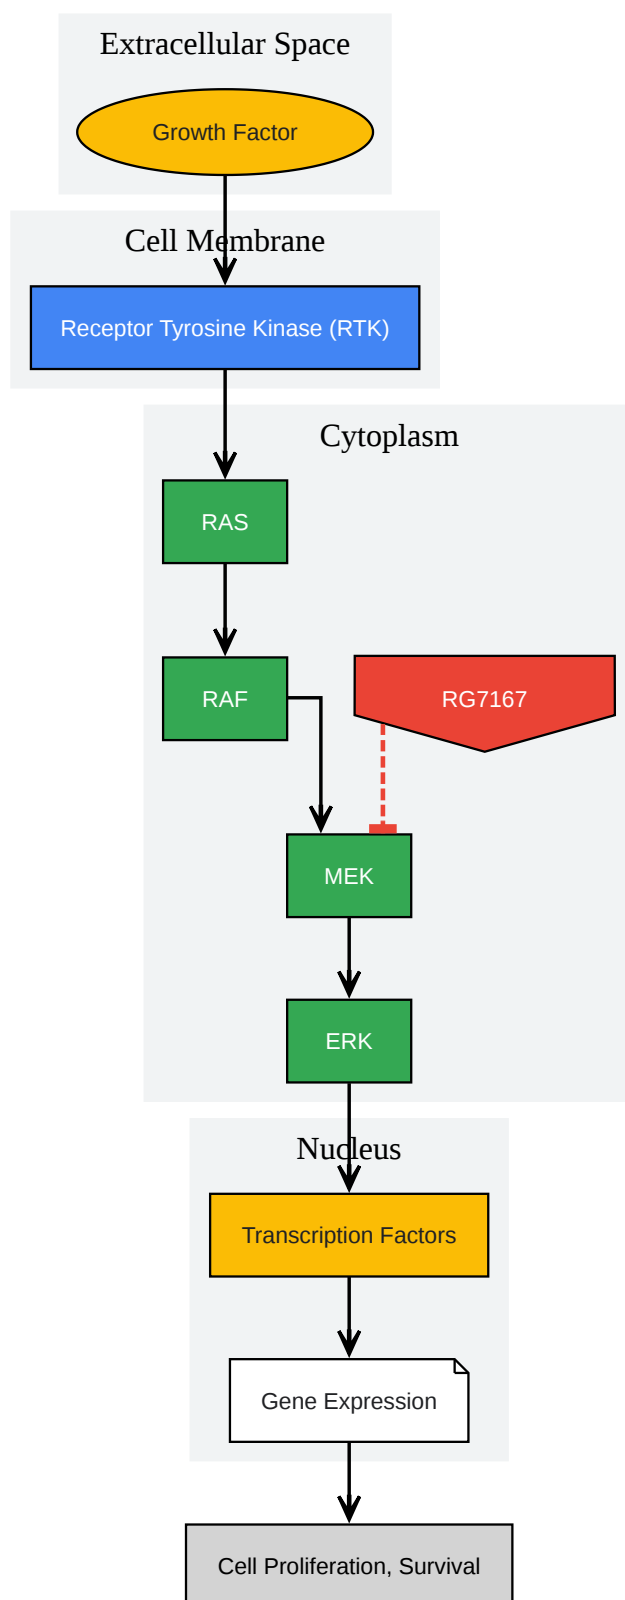 Extracellular Space
Growth Factor
Cell Membrane
Receptor Tyrosine Kinase (RTK)
Cytoplasm
RAS
RAF
RG7167
MEK
ERK
Nucleus
Transcription Factors
Gene Expression
Cell Proliferation, Survival